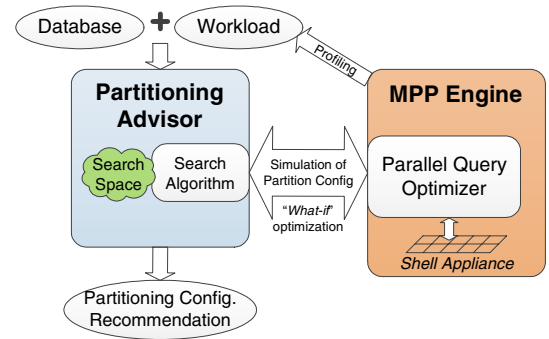 Database + Workload
Profiling
Partitioning
Advisor
Search
Space
Search
Algorithm
Simulation of
Partition Config
"What-if"
optimization
MPP Engine
Parallel Query
Optimizer
Shell Appliance
Partitioning Config.
Recommendation